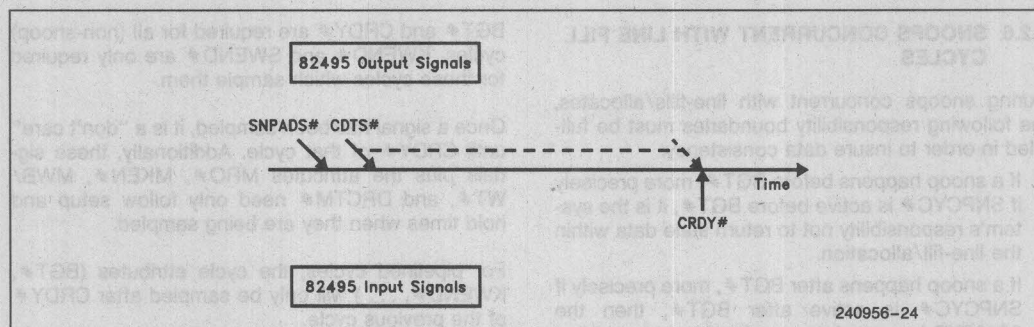 82495 Output Signals
SNPADS# CDTS#
Time
CRDY#
82495 Input Signals
240956-24